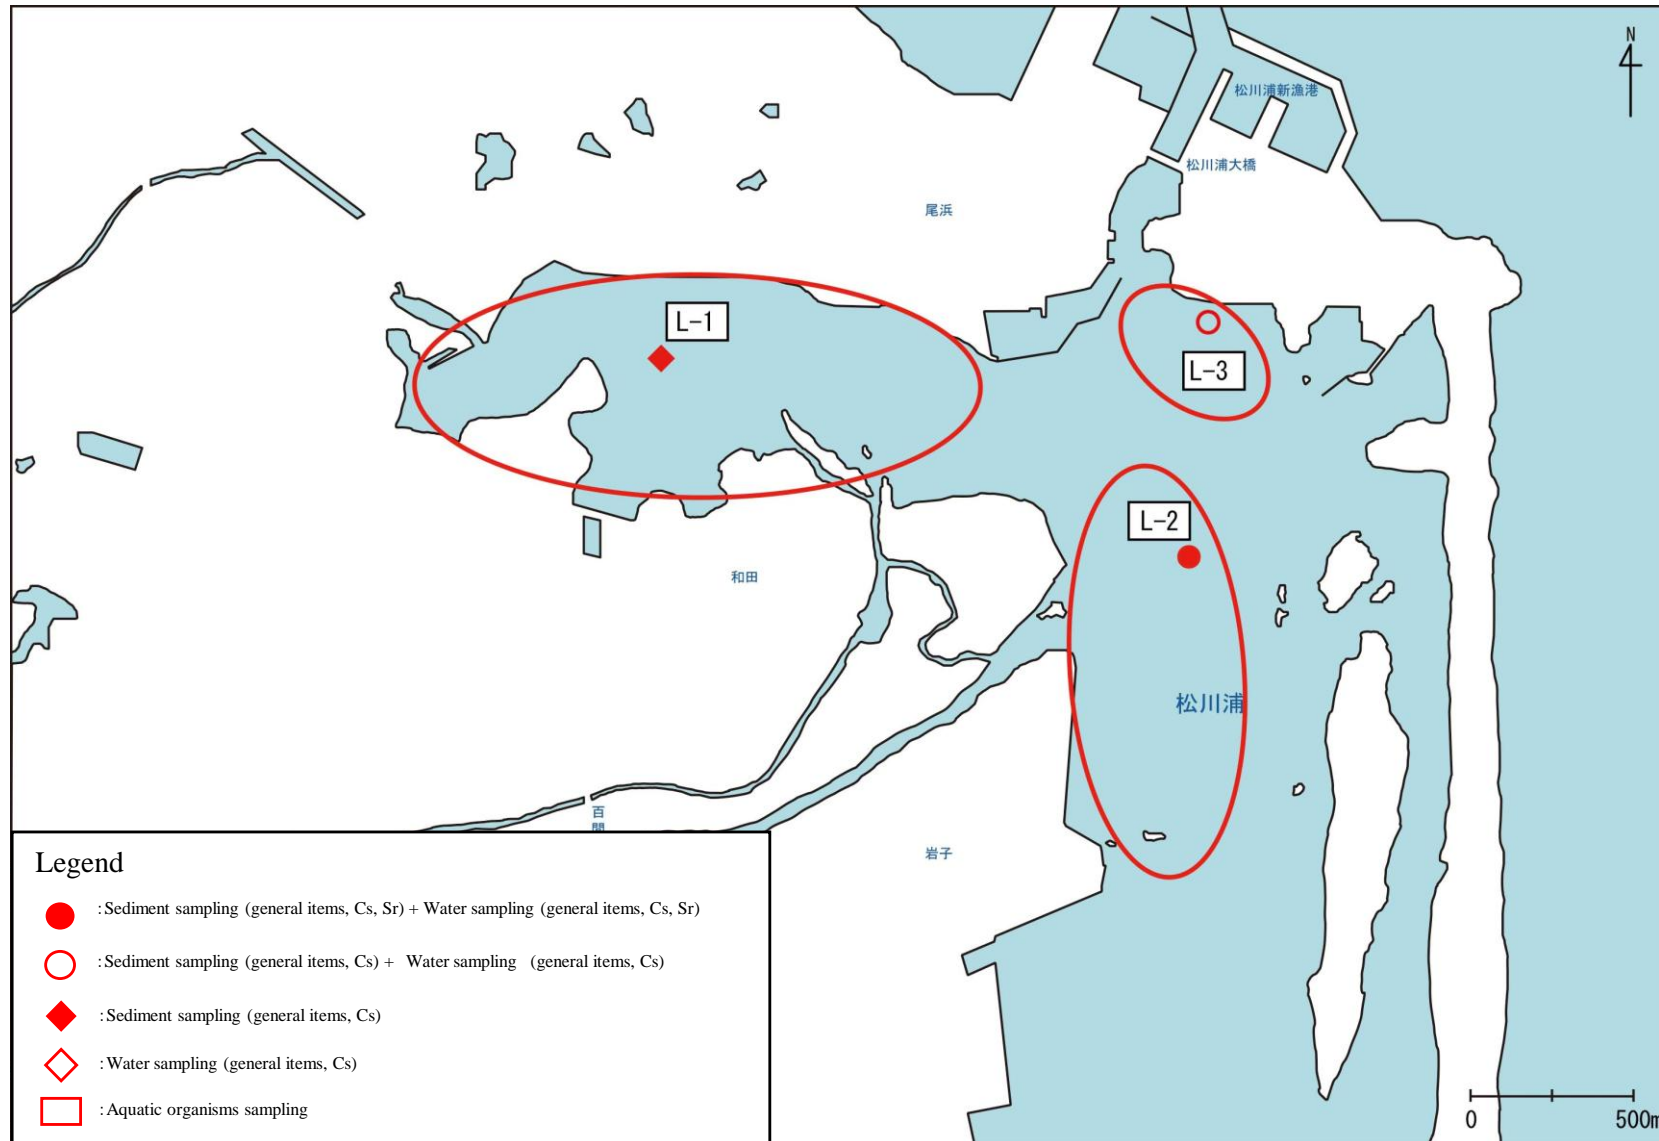 N
松川浦新漁港
松川浦大橋
尾浜
L-1
L-3
L-2
和田
松川浦
百間
岩子
Legend
:Sediment sampling (general items, Cs, Sr) + Water sampling (general items, Cs, Sr)
:Sediment sampling (general items, Cs) + Water sampling (general items, Cs)
:Sediment sampling (general items, Cs)
:Water sampling (general items, Cs)
:Aquatic organisms sampling
0 500m